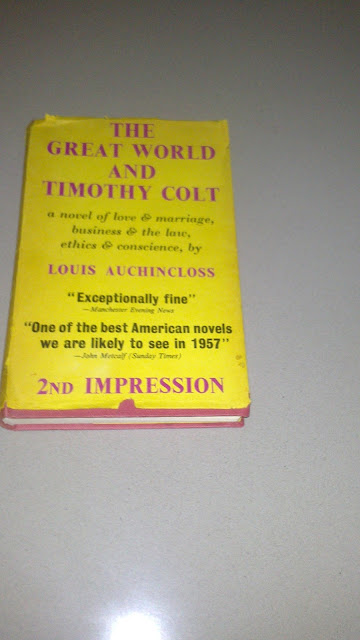 THE
GREAT WORLD
AND
TIMOTHY COLT
a novel of love & marriage,
business & the law,
ethics & conscience, by
LOUIS AUCHINCLOSS
"Exceptionally fine"
—Manchester Evening News
"One of the best American novels
we are likely to see in 1957"
—John Metcalf (Sunday Times)
2ND IMPRESSION